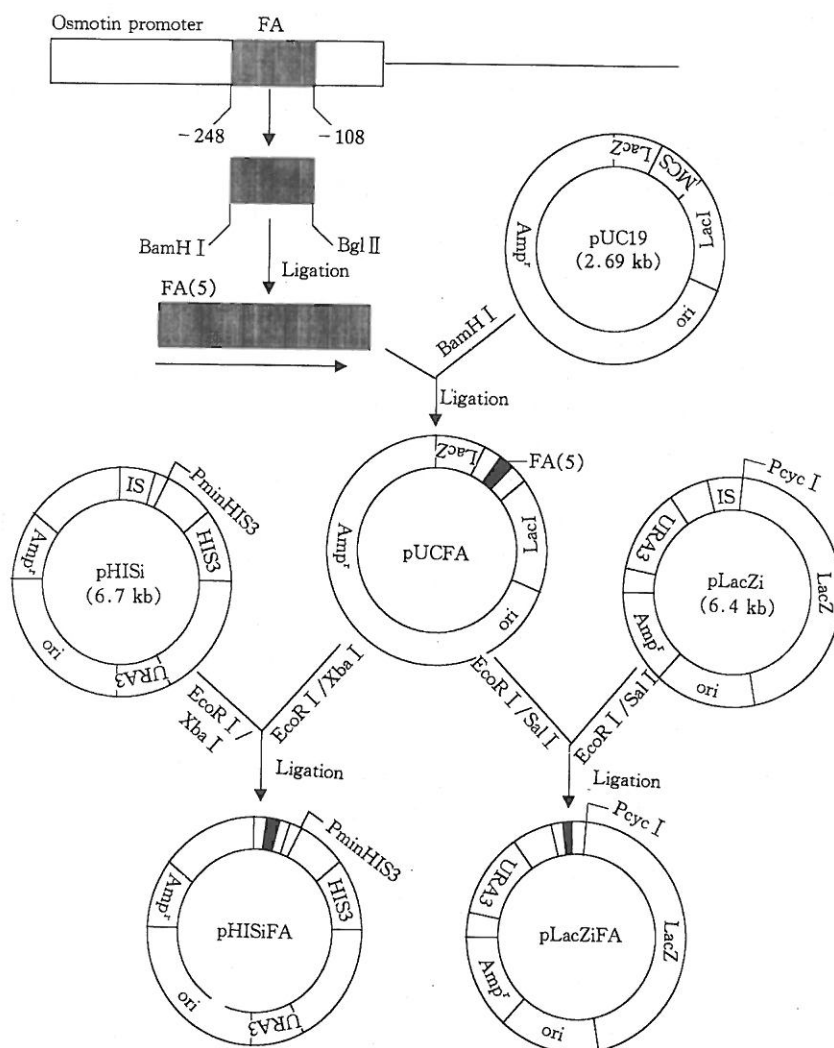 Osmotin promoter
FA
-248
-108
BamH I
Bgl II
Ligation
FA(5)
LacZ
MCS
LacI
ori
Ampʳ
pUC19
(2.69 kb)
BamH I
Ligation
LacZ
FA(5)
LacI
ori
Ampʳ
pUCFA
SI
PminHIS3
HIS3
URA3
ori
Ampʳ
pHISi
(6.7 kb)
SI
Pcyc I
LacZ
ori
Ampʳ
URA3
pLacZi
(6.4 kb)
EcoR I/
Xba I
EcoR I/Xba I
Ligation
EcoR I/Sal I
EcoR I/Sal I
Ligation
PminHIS3
HIS3
URA3
ori
Ampʳ
pHISiFA
Pcyc I
LacZ
ori
Ampʳ
URA3
pLacZiFA